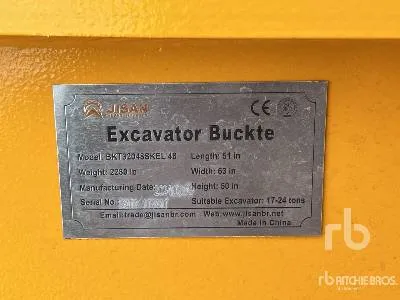 JISAN
CE
Excavator Buckte
Model: BKT3204SSKEL48 Length: 51 in
Weight: 2280 lb Width: 63 in
Manufacturing Date: Height: 50 in
Serial No. Suitable Excavator: 17-24 tons
Email:trade@jisanbr.com Web:www.jisanbr.net
Made in China
rb
rb
RITCHIE BROS.